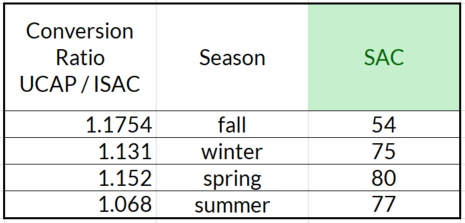 Conversion Ratio UCAP / ISAC Season SAC
1.1754 fall 54
1.131 winter 75
1.152 spring 80
1.068 summer 77